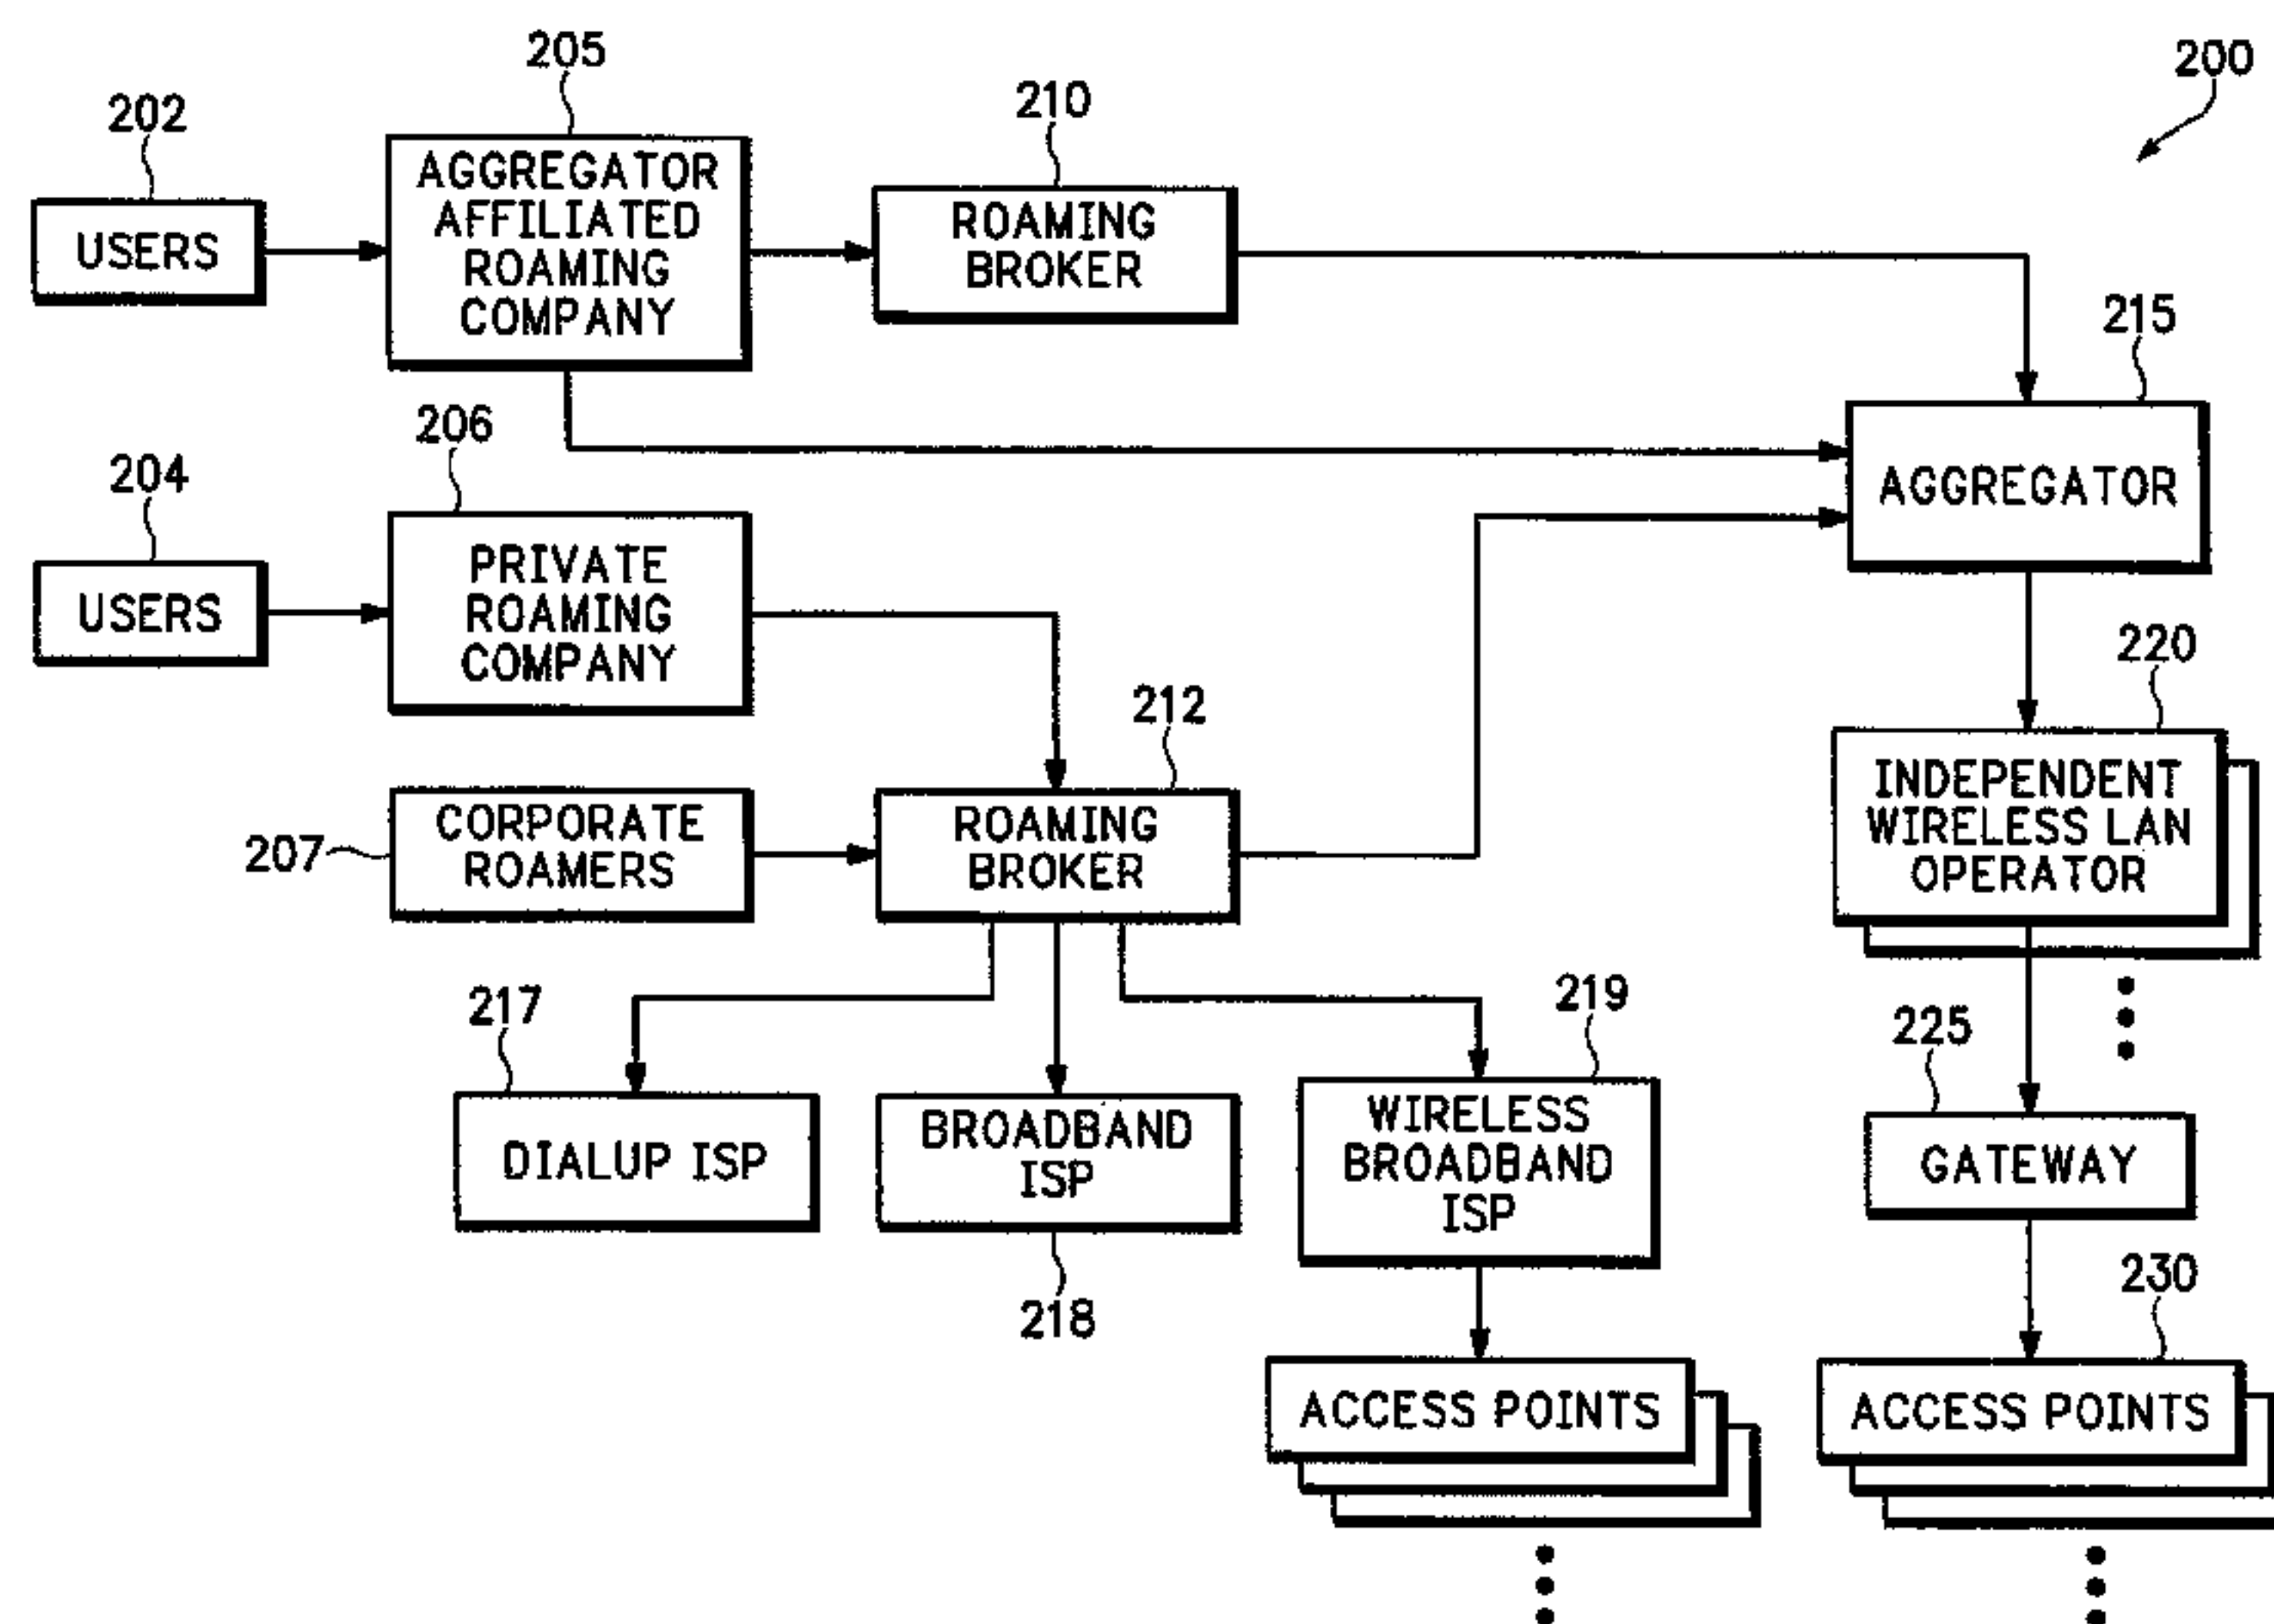 205
200
210
202
AGGREGATOR
AFFILIATED
ROAMING
COMPANY
ROAMING
BROKER
USERS
215
206
204
AGGREGATOR
PRIVATE
ROAMING
COMPANY
USERS
220
212
INDEPENDENT
WIRELESS LAN
OPERATOR
CORPORATE
ROAMERS
207
ROAMING
BROKER
217
219
225
DIALUP ISP
BROADBAND
ISP
WIRELESS
BROADBAND
ISP
GATEWAY
218
230
ACCESS POINTS
ACCESS POINTS